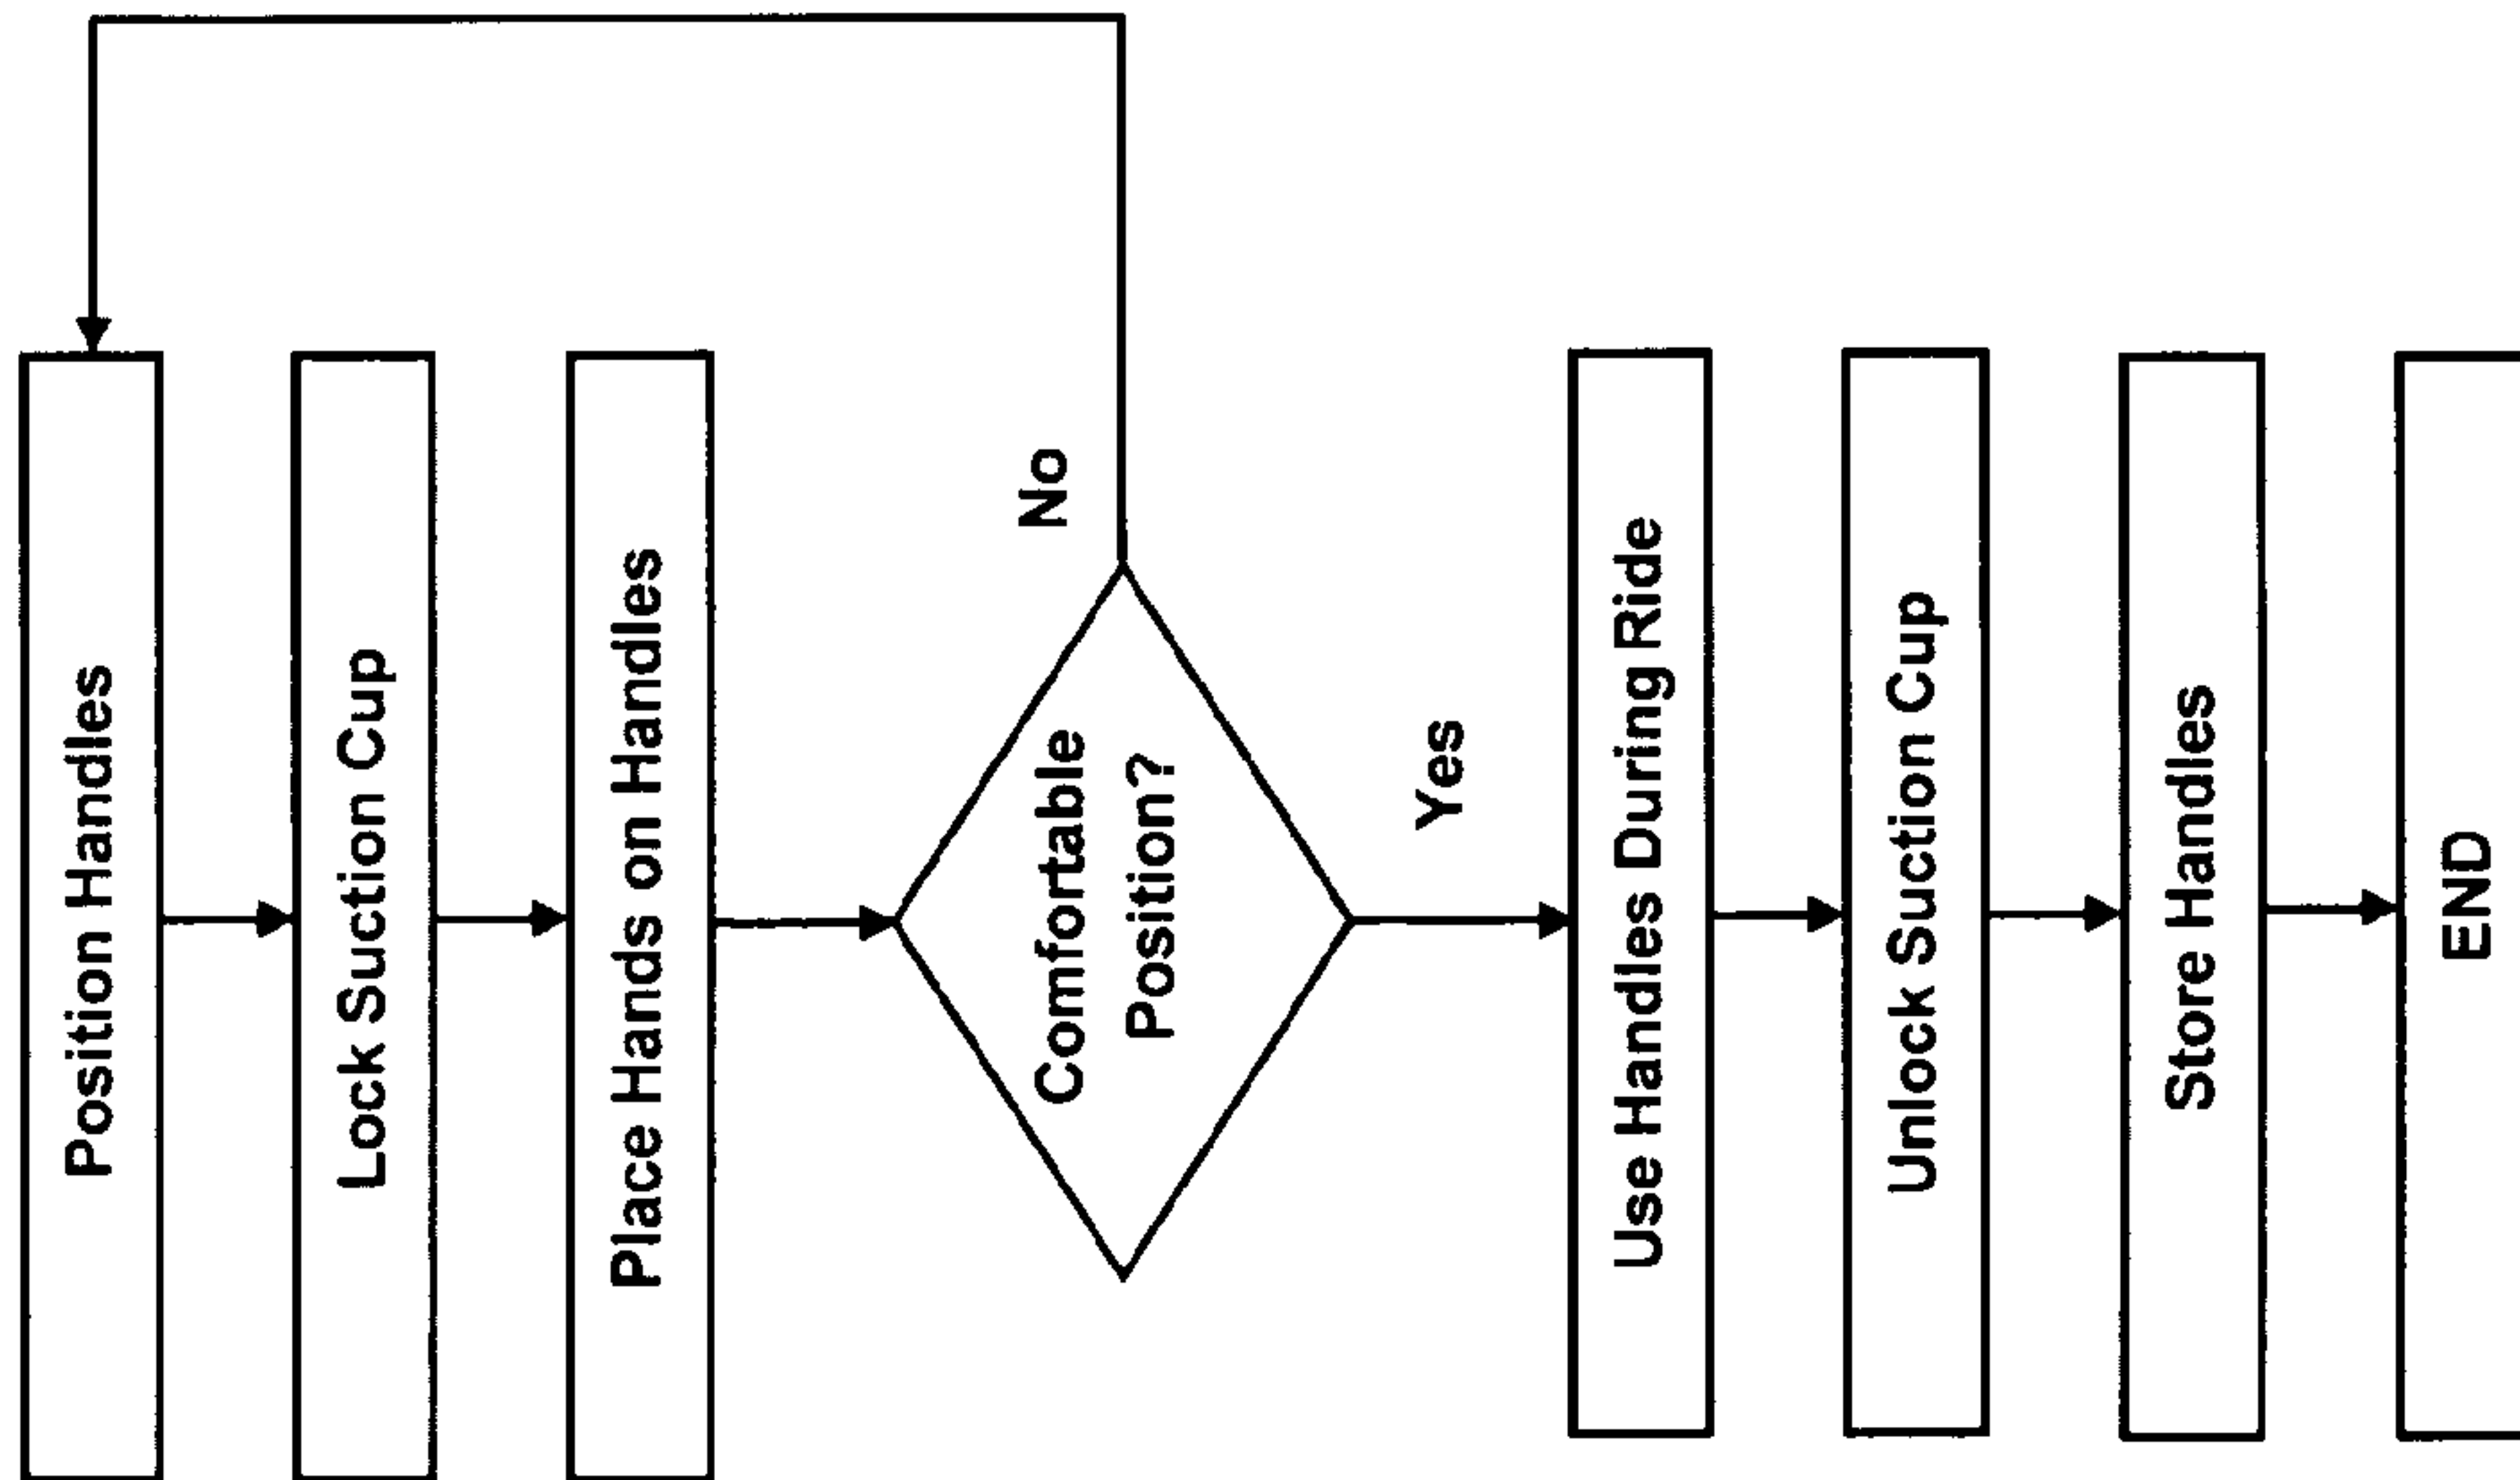 Position Handles
Lock Suction Cup
Place Hands on Handles
Comfortable
Position?
No
Yes
Use Handles During Ride
Unlock Suction Cup
Store Handles
END